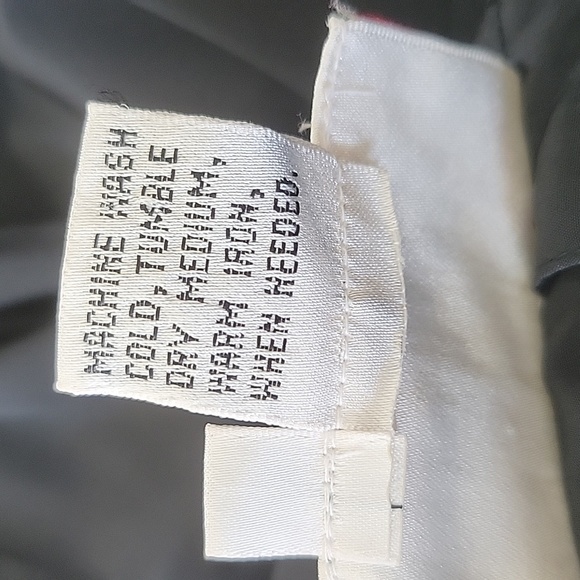 MACHINE WASH
COLD, TUMBLE
DRY MEDIUM,
WARM IRON,
WHEN NEEDED.